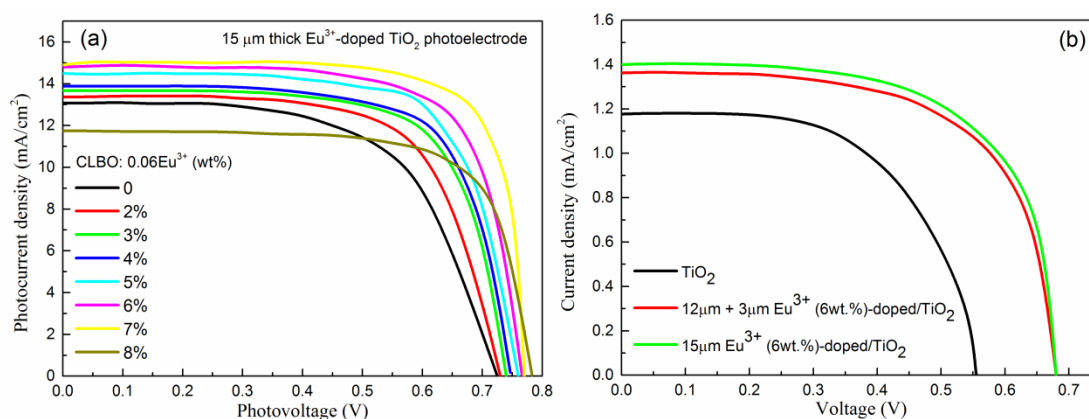 (a)
15 μm thick Eu³⁺-doped TiO₂ photoelectrode
Photocurrent density (mA/cm²)
16
14
12
10
8
6
4
2
0
CLBO: 0.06Eu³⁺ (wt%)
0
2%
3%
4%
5%
6%
7%
8%
0.0 0.1 0.2 0.3 0.4 0.5 0.6 0.7 0.8
Photovoltage (V)
(b)
Current density (mA/cm²)
1.6
1.4
1.2
1.0
0.8
0.6
0.4
0.2
0.0
TiO₂
12μm + 3μm Eu³⁺ (6wt.%)-doped/TiO₂
15μm Eu³⁺ (6wt.%)-doped/TiO₂
0.0 0.1 0.2 0.3 0.4 0.5 0.6 0.7
Voltage (V)